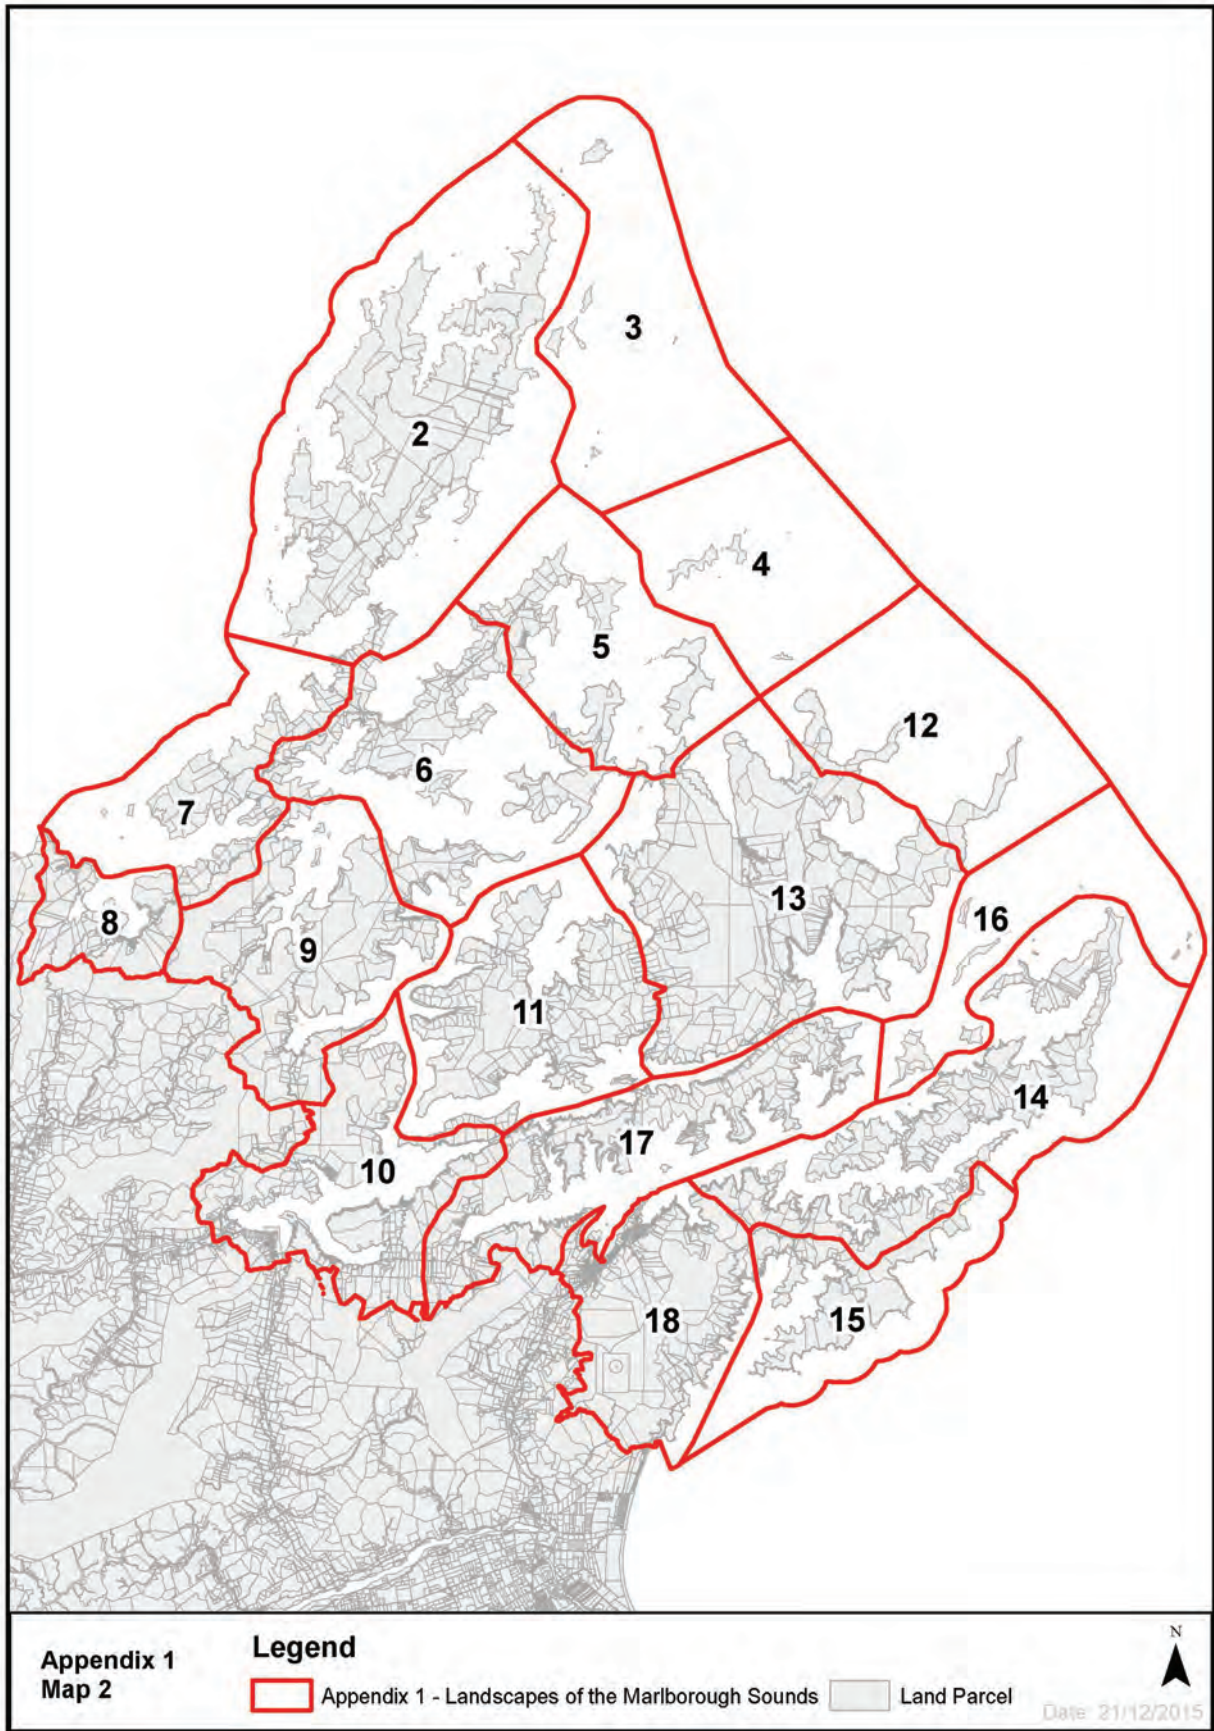 3
2
4
5
12
6
7
13
8
16
9
11
14
17
10
18
15
Appendix 1
Map 2
Legend
Appendix 1 - Landscapes of the Marlborough Sounds
Land Parcel
N
Date: 21/12/2015